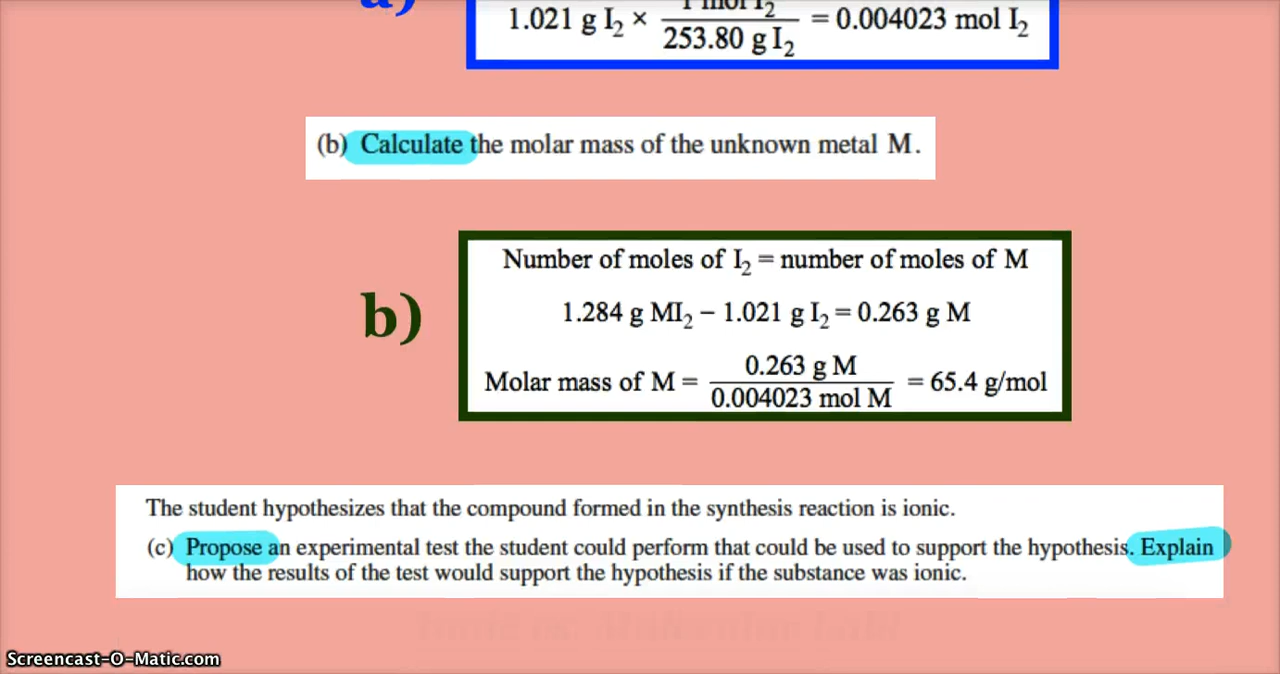 a)
1.021 g I₂ × 1 mol I₂ / 253.80 g I₂ = 0.004023 mol I₂
(b) Calculate the molar mass of the unknown metal M.
b)
Number of moles of I₂ = number of moles of M
1.284 g MI₂ − 1.021 g I₂ = 0.263 g M
Molar mass of M = 0.263 g M / 0.004023 mol M = 65.4 g/mol
The student hypothesizes that the compound formed in the synthesis reaction is ionic.
(c) Propose an experimental test the student could perform that could be used to support the hypothesis. Explain
how the results of the test would support the hypothesis if the substance was ionic.
Screencast-O-Matic.com